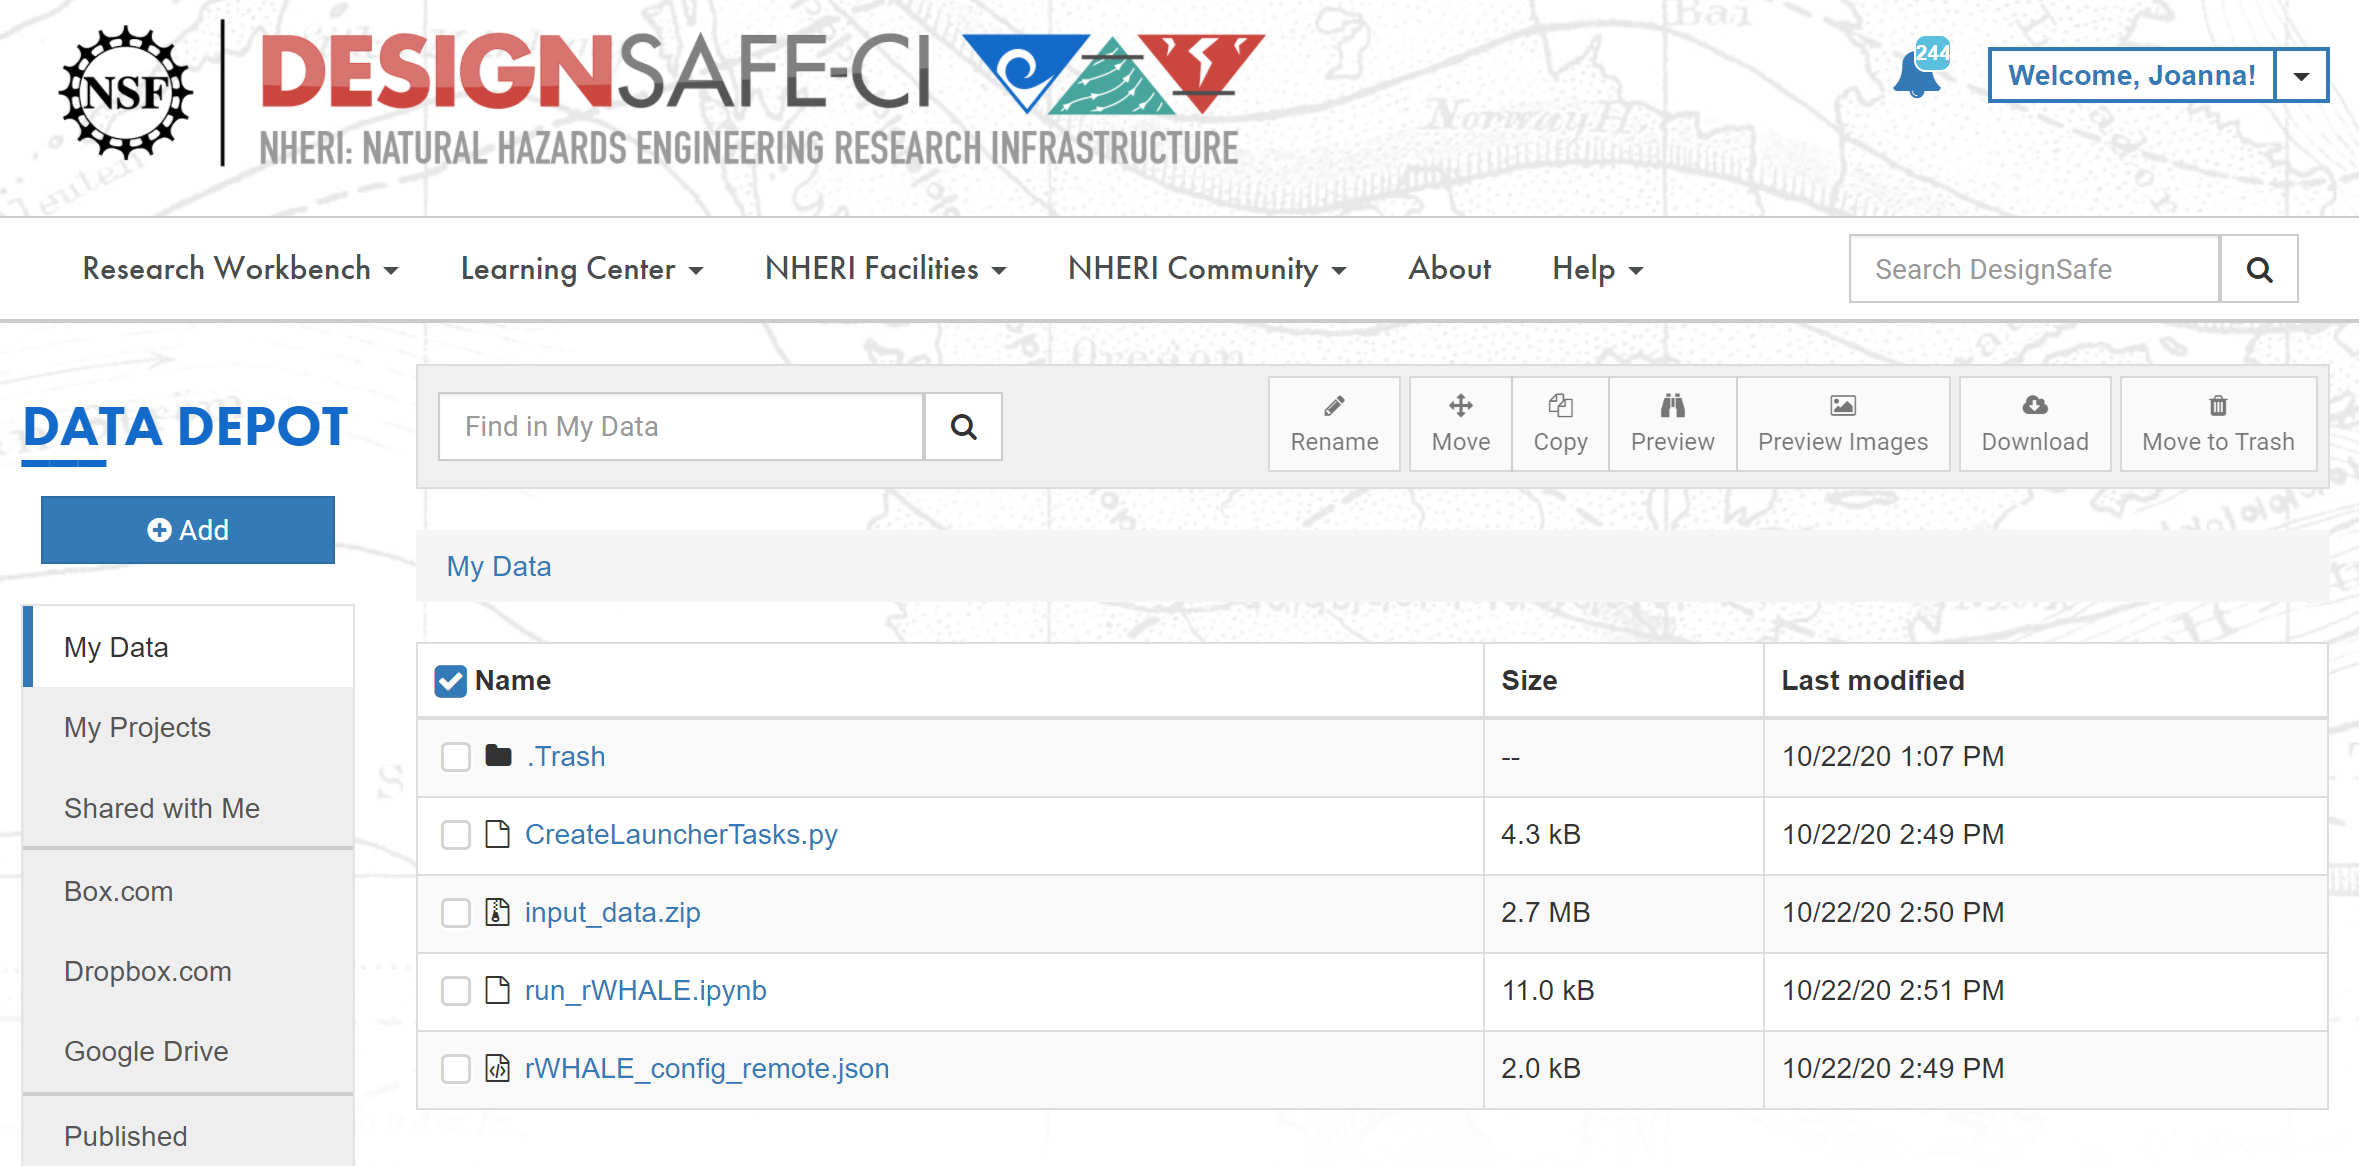 NSF
DESIGNSAFE-CI
NHERI: NATURAL HAZARDS ENGINEERING RESEARCH INFRASTRUCTURE
244
Welcome, Joanna!
Research Workbench
Learning Center
NHERI Facilities
NHERI Community
About
Help
Search DesignSafe
DATA DEPOT
Add
My Data
My Projects
Shared with Me
Box.com
Dropbox.com
Google Drive
Published
Find in My Data
Rename
Move
Copy
Preview
Preview Images
Download
Move to Trash
My Data
Name Size Last modified
.Trash -- 10/22/20 1:07 PM
CreateLauncherTasks.py 4.3 kB 10/22/20 2:49 PM
input_data.zip 2.7 MB 10/22/20 2:50 PM
run_rWHALE.ipynb 11.0 kB 10/22/20 2:51 PM
rWHALE_config_remote.json 2.0 kB 10/22/20 2:49 PM